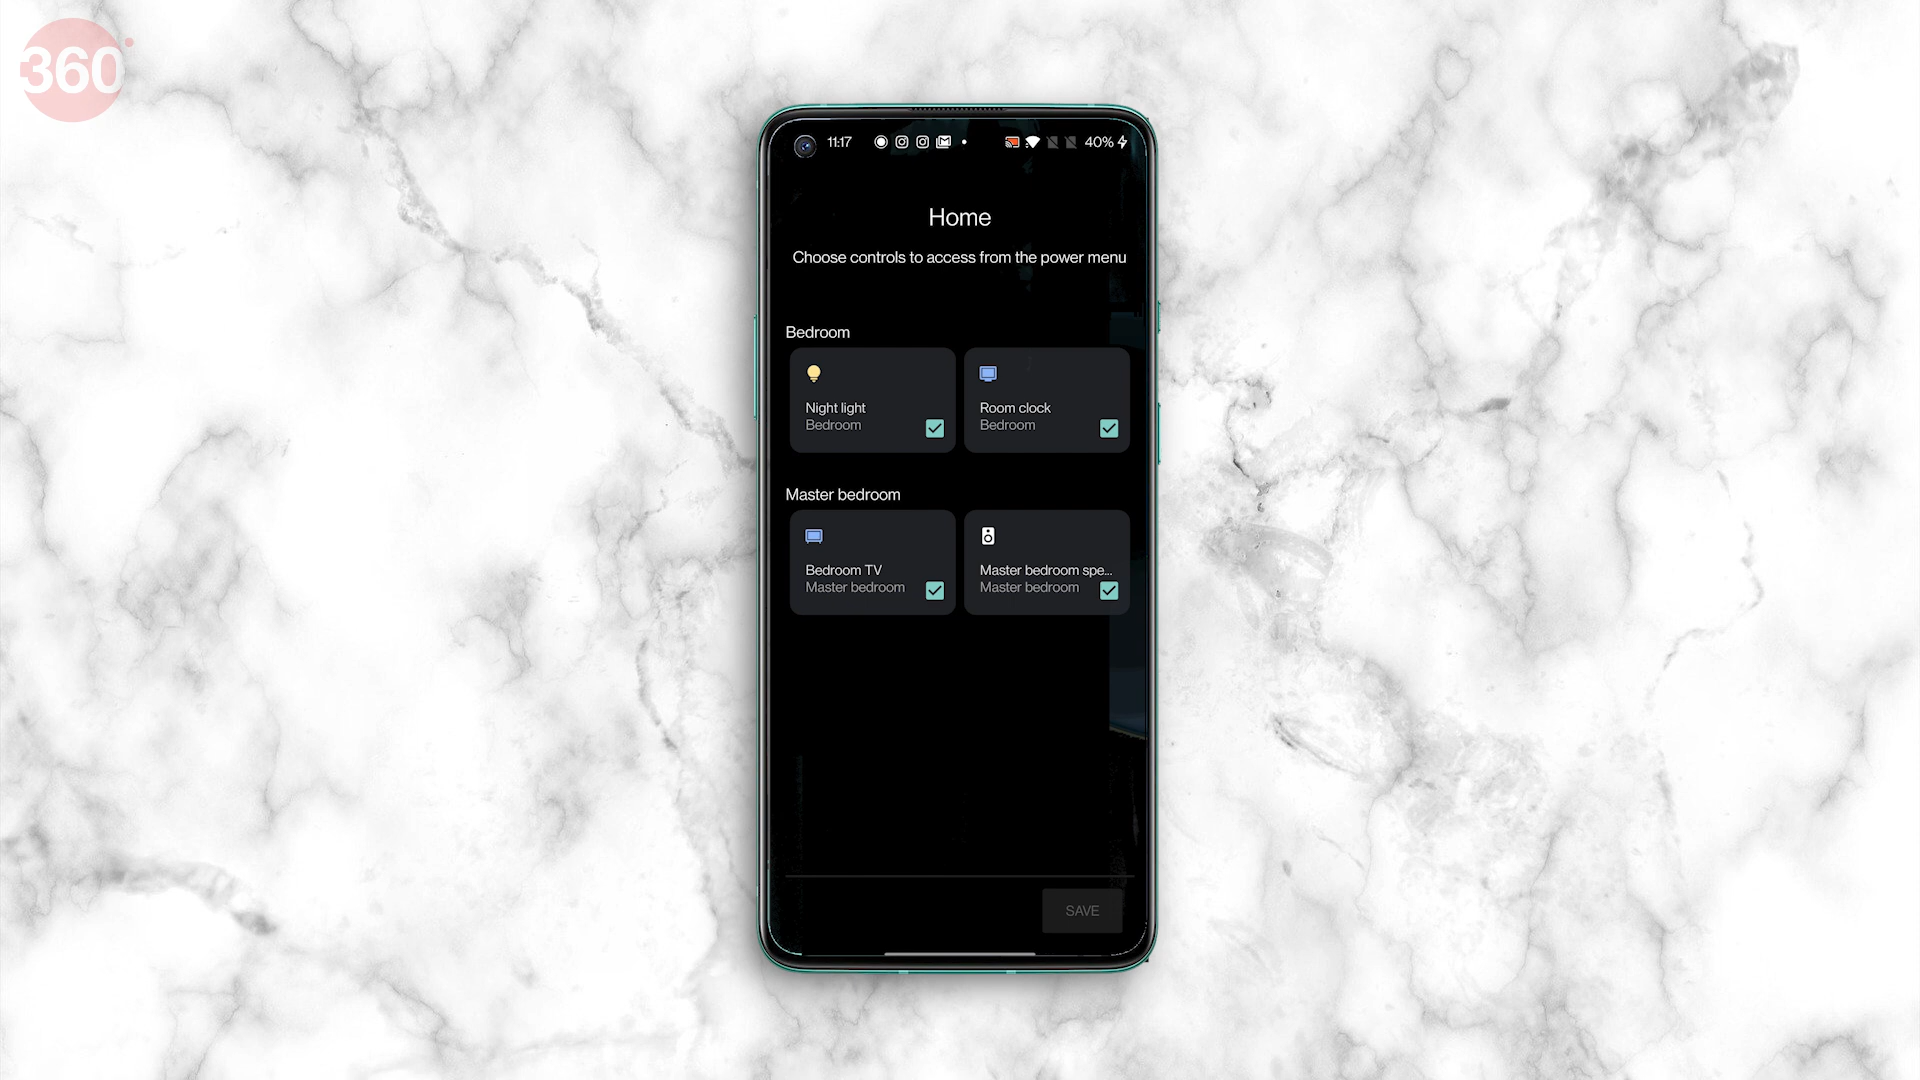 360
11:17
40%
Home
Choose controls to access from the power menu
Bedroom
Night light
Bedroom
Room clock
Bedroom
Master bedroom
Bedroom TV
Master bedroom
Master bedroom spe...
Master bedroom
SAVE